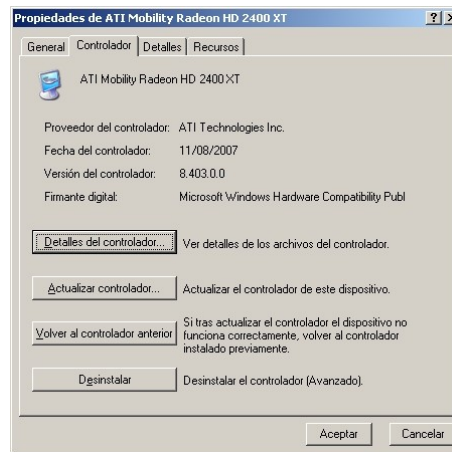 Propiedades de ATI Mobility Radeon HD 2400 XT
General Controlador Detalles Recursos
ATI Mobility Radeon HD 2400 XT
Proveedor del controlador: ATI Technologies Inc.
Fecha del controlador: 11/08/2007
Versión del controlador: 8.403.0.0
Firmante digital: Microsoft Windows Hardware Compatibility Publ
Detalles del controlador... Ver detalles de los archivos del controlador.
Actualizar controlador... Actualizar el controlador de este dispositivo.
Volver al controlador anterior Si tras actualizar el controlador el dispositivo no
funciona correctamente, volver al controlador
instalado previamente.
Desinstalar Desinstalar el controlador (Avanzado).
Aceptar Cancelar